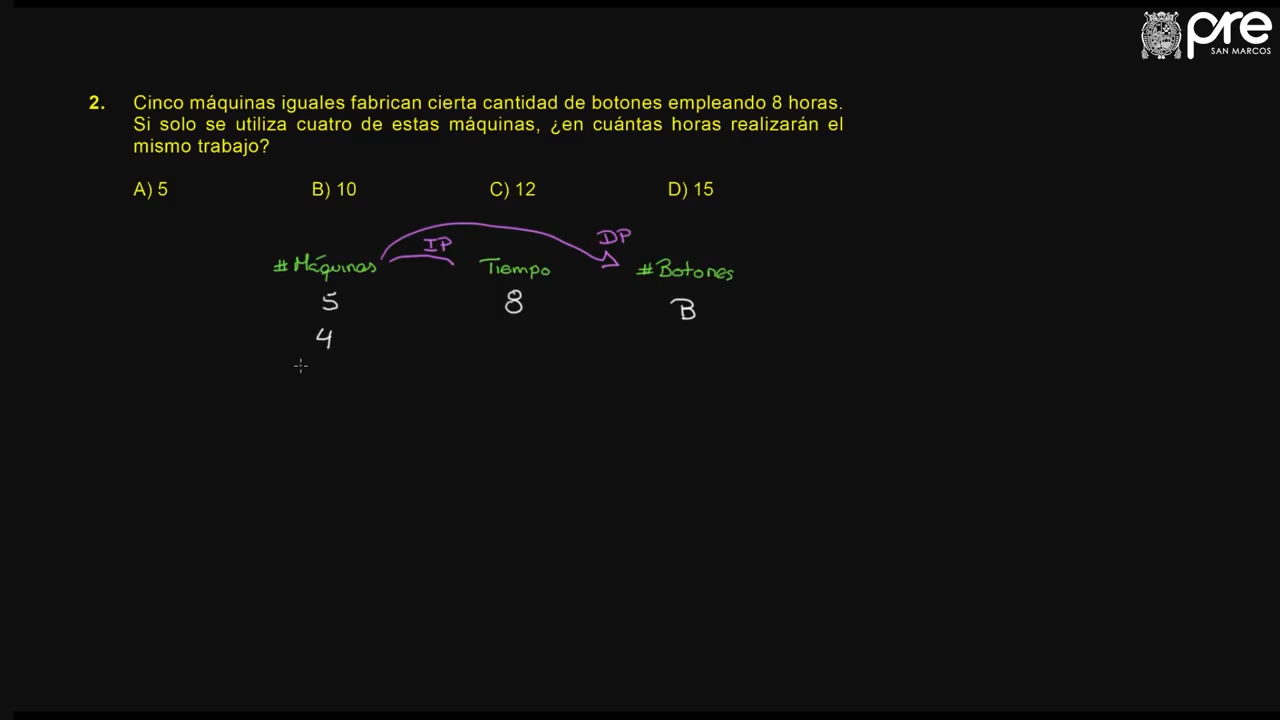 pre
SAN MARCOS
2. Cinco máquinas iguales fabrican cierta cantidad de botones empleando 8 horas.
Si solo se utiliza cuatro de estas máquinas, ¿en cuántas horas realizarán el
mismo trabajo?
A) 5 B) 10 C) 12 D) 15
IP DP
#Máquinas Tiempo #Botones
5 8 B
4